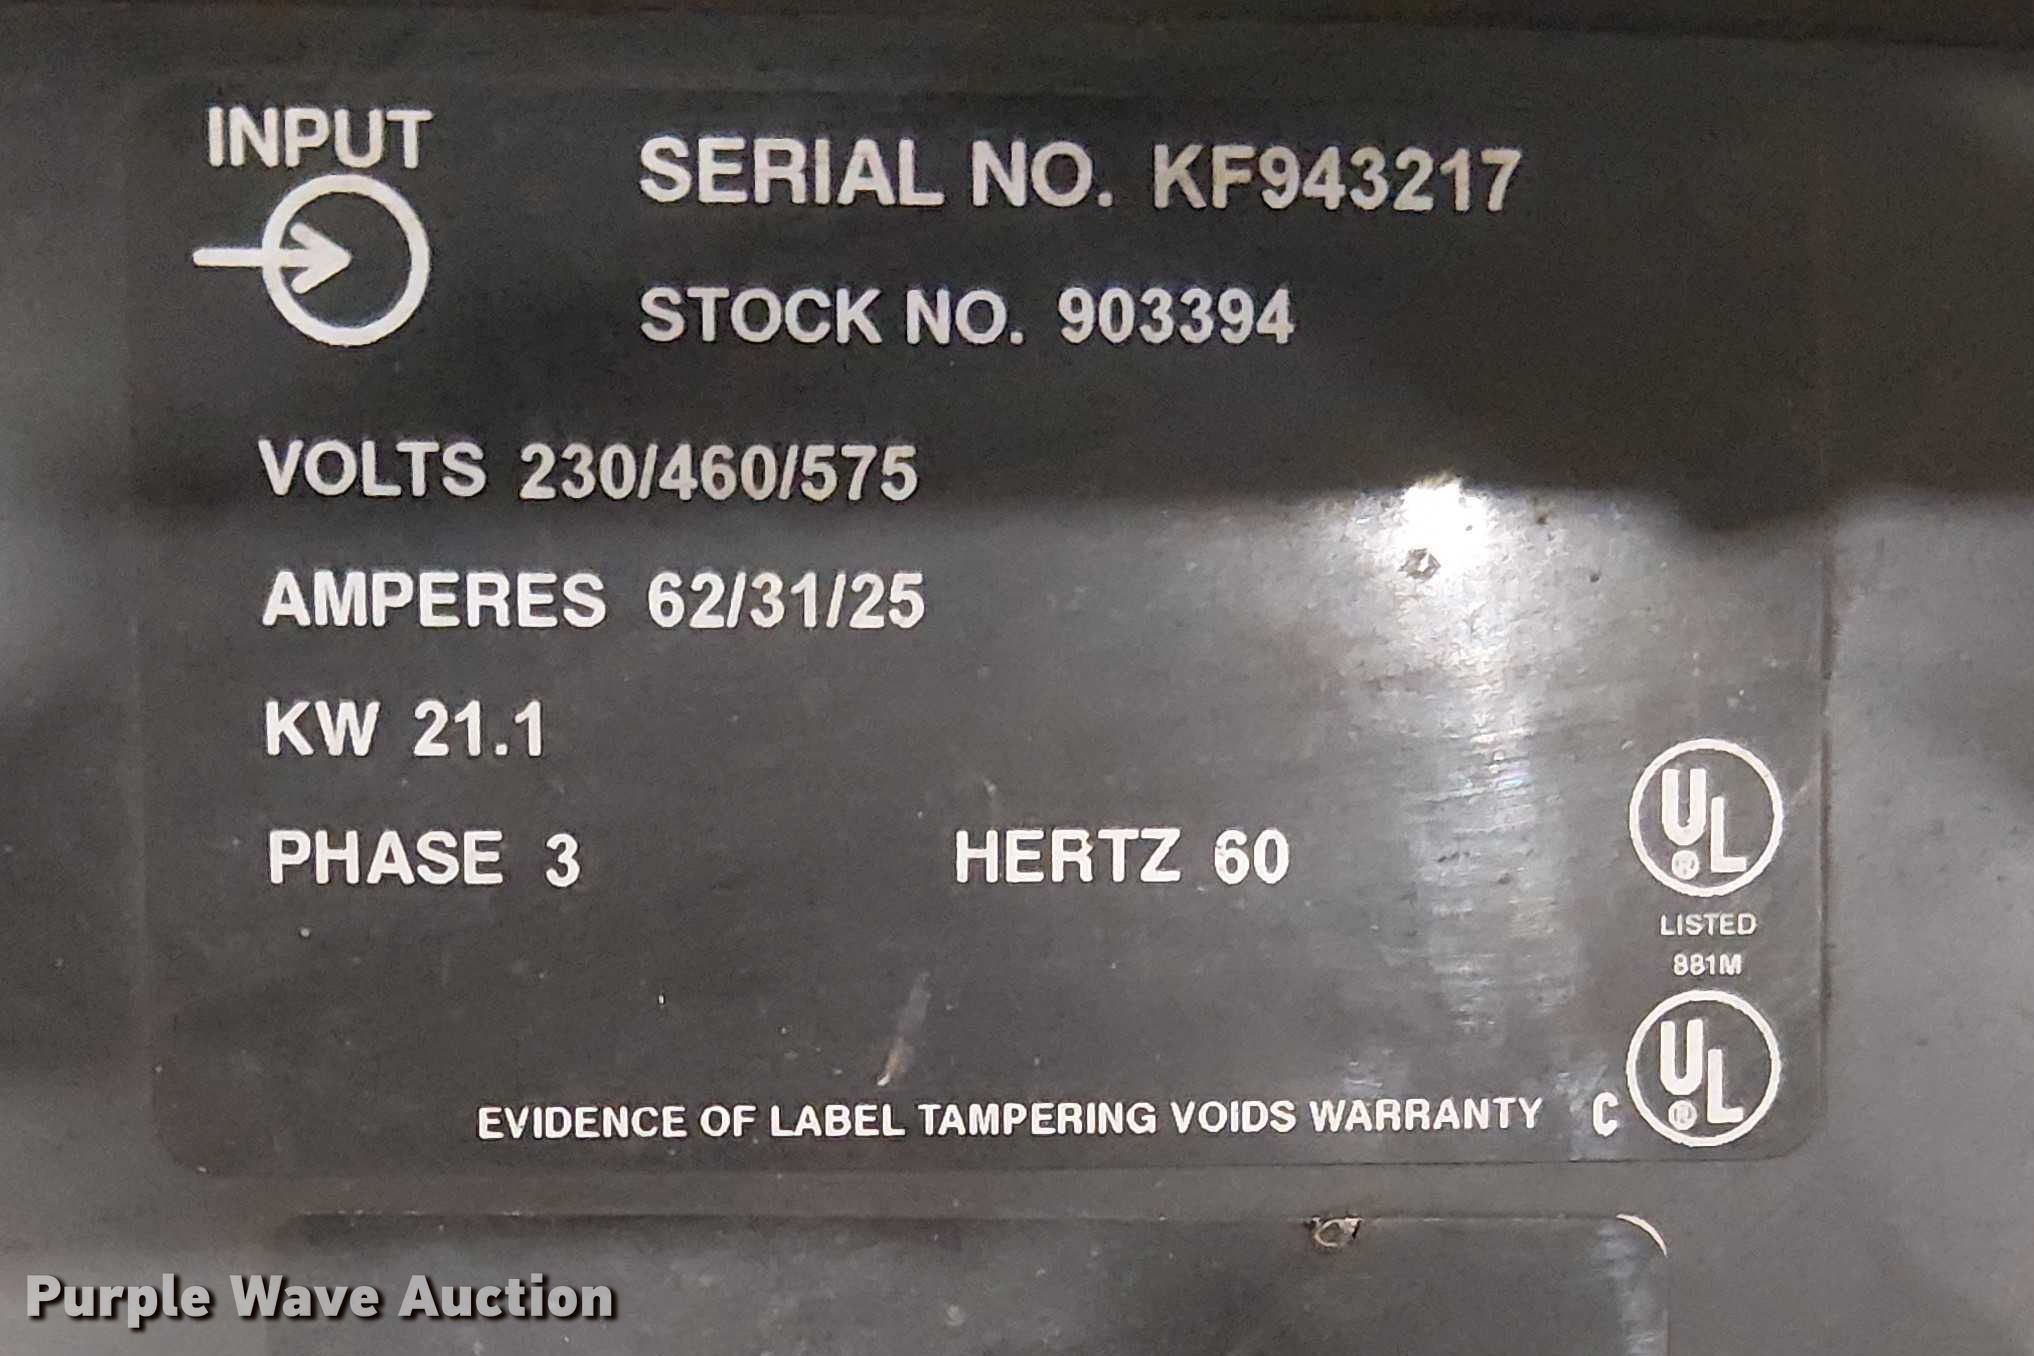 INPUT
SERIAL NO. KF943217
STOCK NO. 903394
VOLTS 230/460/575
AMPERES 62/31/25
KW 21.1
PHASE 3 HERTZ 60
UL ®
LISTED
881M
EVIDENCE OF LABEL TAMPERING VOIDS WARRANTY C UL ®
Purple Wave Auction